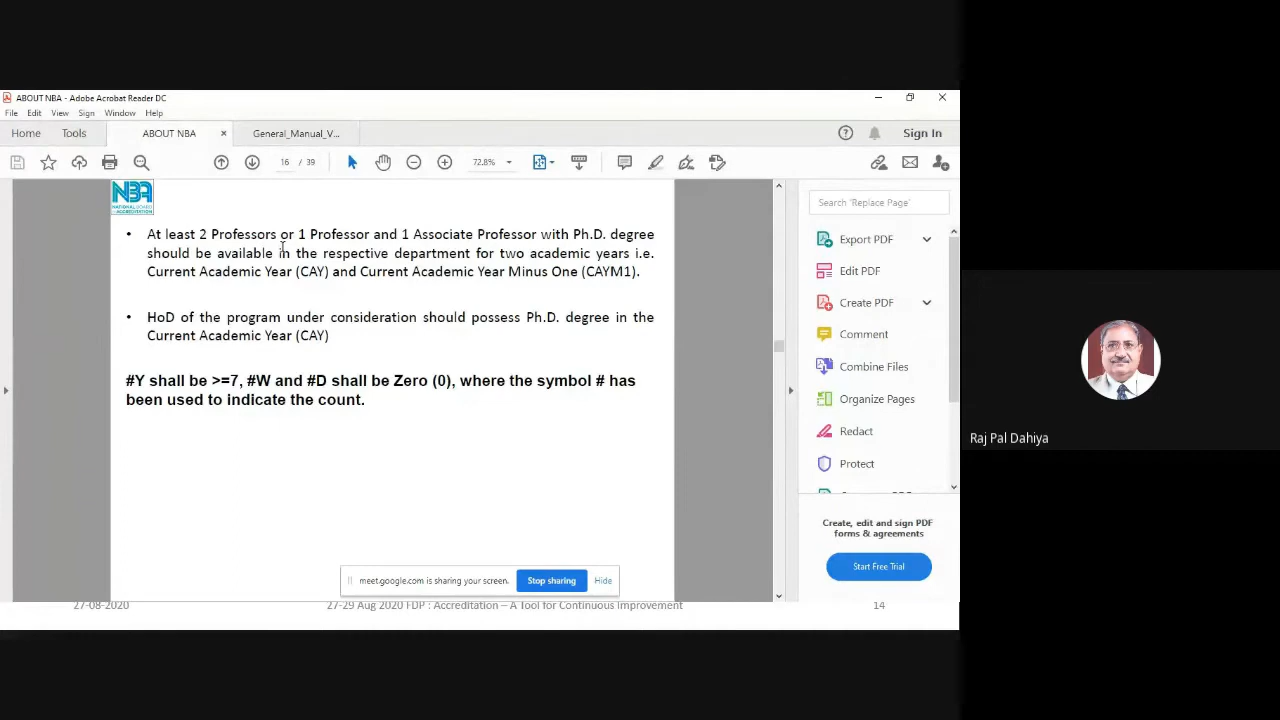 ABOUT NBA - Adobe Acrobat Reader DC
File Edit View Sign Window Help
Home Tools ABOUT NBA × General_Manual_V... Sign In
16 / 39 72.8%
NBA
NATIONAL BOARD
of ACCREDITATION
• At least 2 Professors or 1 Professor and 1 Associate Professor with Ph.D. degree
should be available in the respective department for two academic years i.e.
Current Academic Year (CAY) and Current Academic Year Minus One (CAYM1).
• HoD of the program under consideration should possess Ph.D. degree in the
Current Academic Year (CAY)
#Y shall be >=7, #W and #D shall be Zero (0), where the symbol # has
been used to indicate the count.
Search 'Replace Page'
Export PDF
Edit PDF
Create PDF
Comment
Combine Files
Organize Pages
Redact
Protect
Create, edit and sign PDF
forms & agreements
Start Free Trial
meet.google.com is sharing your screen. Stop sharing Hide
27-08-2020 27-29 Aug 2020 FDP : Accreditation – A Tool for Continuous Improvement 14
Raj Pal Dahiya